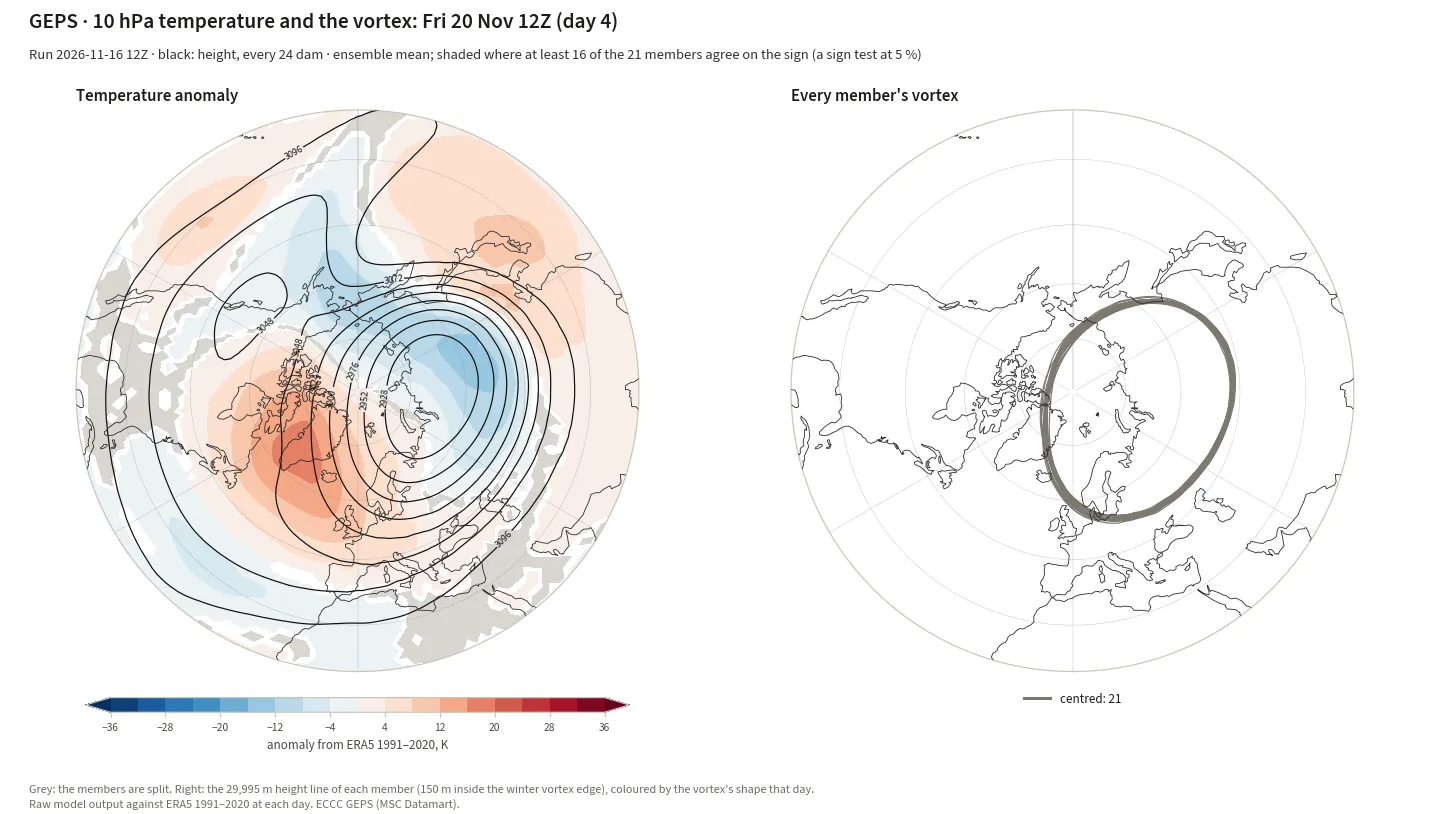 GEPS · 10 hPa temperature and the vortex: Fri 20 Nov 12Z (day 4)
Run 2026-11-16 12Z · black: height, every 24 dam · ensemble mean; shaded where at least 16 of the 21 members agree on the sign (a sign test at 5 %)
Temperature anomaly
Every member's vortex
3096
3072
3048
3048
2976
2952
2928
3096
−36 −28 −20 −12 −4 4 12 20 28 36
anomaly from ERA5 1991–2020, K
centred: 21
Grey: the members are split. Right: the 29,995 m height line of each member (150 m inside the winter vortex edge), coloured by the vortex's shape that day.
Raw model output against ERA5 1991–2020 at each day. ECCC GEPS (MSC Datamart).